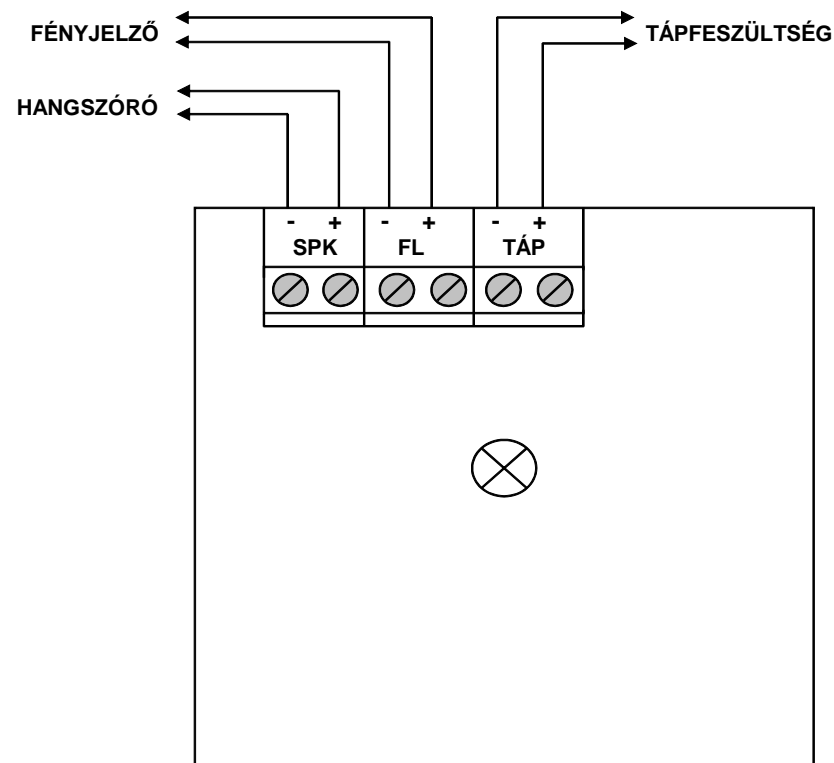 FÉNYJELZŐ
TÁPFESZÜLTSÉG
HANGSZÓRÓ
- + - + - +
SPK FL TÁP